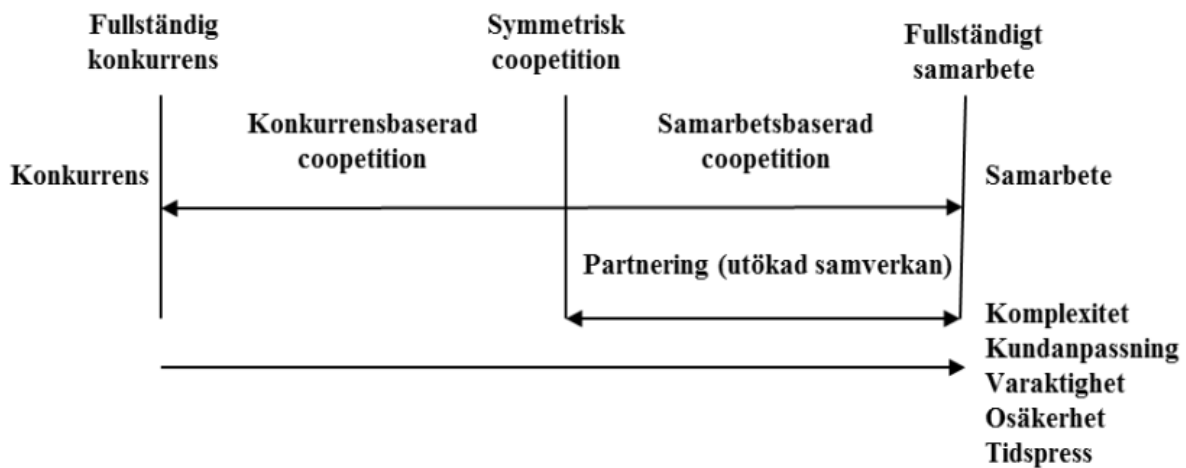 Fullständig
konkurrens
Symmetrisk
coopetition
Fullständigt
samarbete
Konkurrensbaserad
coopetition
Samarbetsbaserad
coopetition
Konkurrens
Samarbete
Partnering (utökad samverkan)
Komplexitet
Kundanpassning
Varaktighet
Osäkerhet
Tidspress